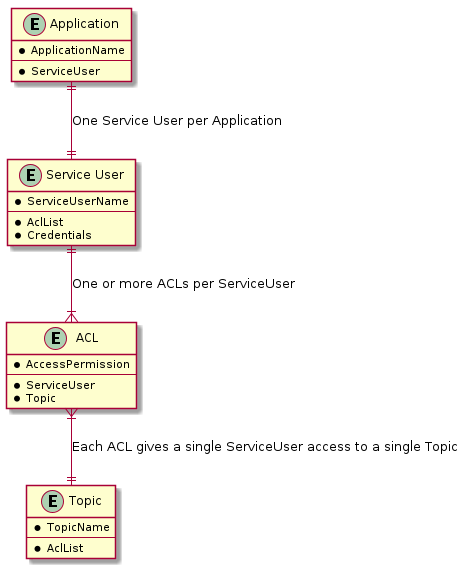 E Application
ApplicationName
ServiceUser
One Service User per Application
E Service User
ServiceUserName
AclList
Credentials
One or more ACLs per ServiceUser
E ACL
AccessPermission
ServiceUser
Topic
Each ACL gives a single ServiceUser access to a single Topic
E Topic
TopicName
AclList